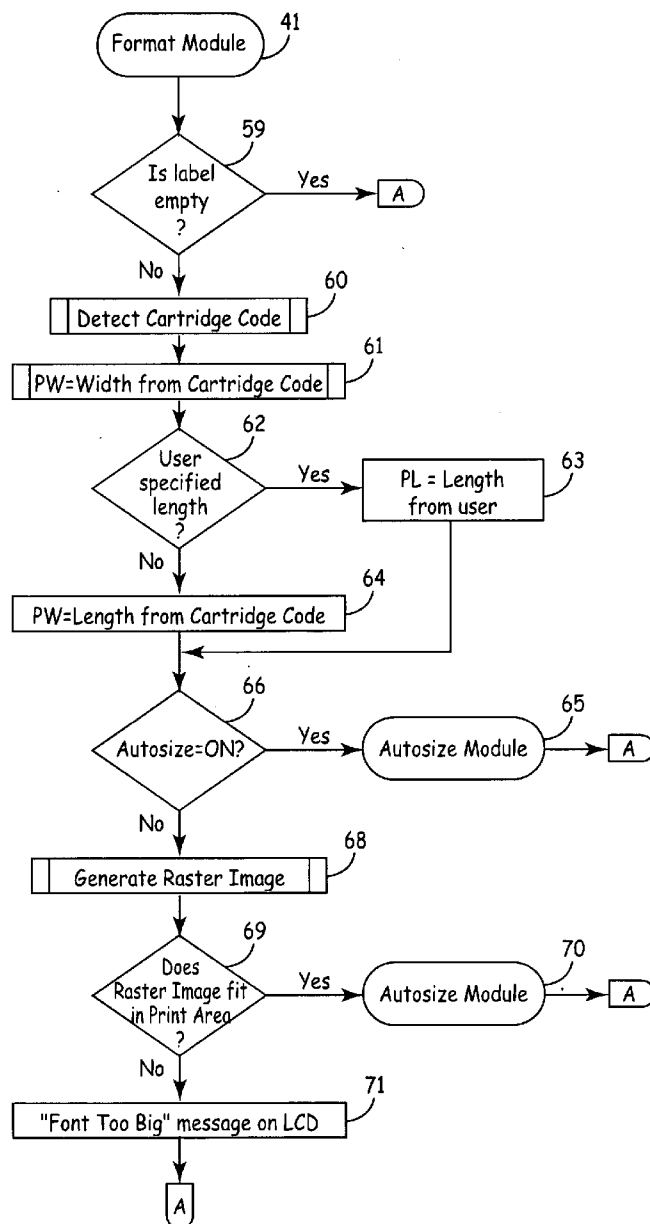 Format Module
41
59
Is label
empty
?
Yes
A
No
60
Detect Cartridge Code
61
PW=Width from Cartridge Code
62
User
specified
length
?
Yes
63
PL = Length
from user
No
64
PW=Length from Cartridge Code
66
Autosize=ON?
Yes
65
Autosize Module
A
No
68
Generate Raster Image
69
Does
Raster Image fit
in Print Area
?
Yes
70
Autosize Module
A
No
71
"Font Too Big" message on LCD
A